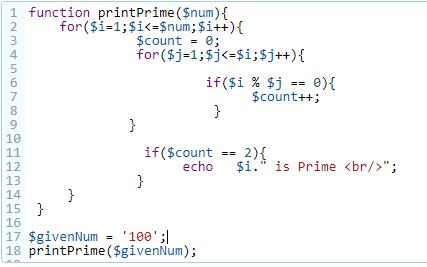 1 function printPrime($num){
2 for($i=1;$i<=$num;$i++){
3 $count = 0;
4 for($j=1;$j<=$i;$j++){
5
6 if($i % $j == 0){
7 $count++;
8 }
9 }
10
11 if($count == 2){
12 echo $i." is Prime <br/>";
13 }
14 }
15 }
16
17 $givenNum = '100';
18 printPrime($givenNum);